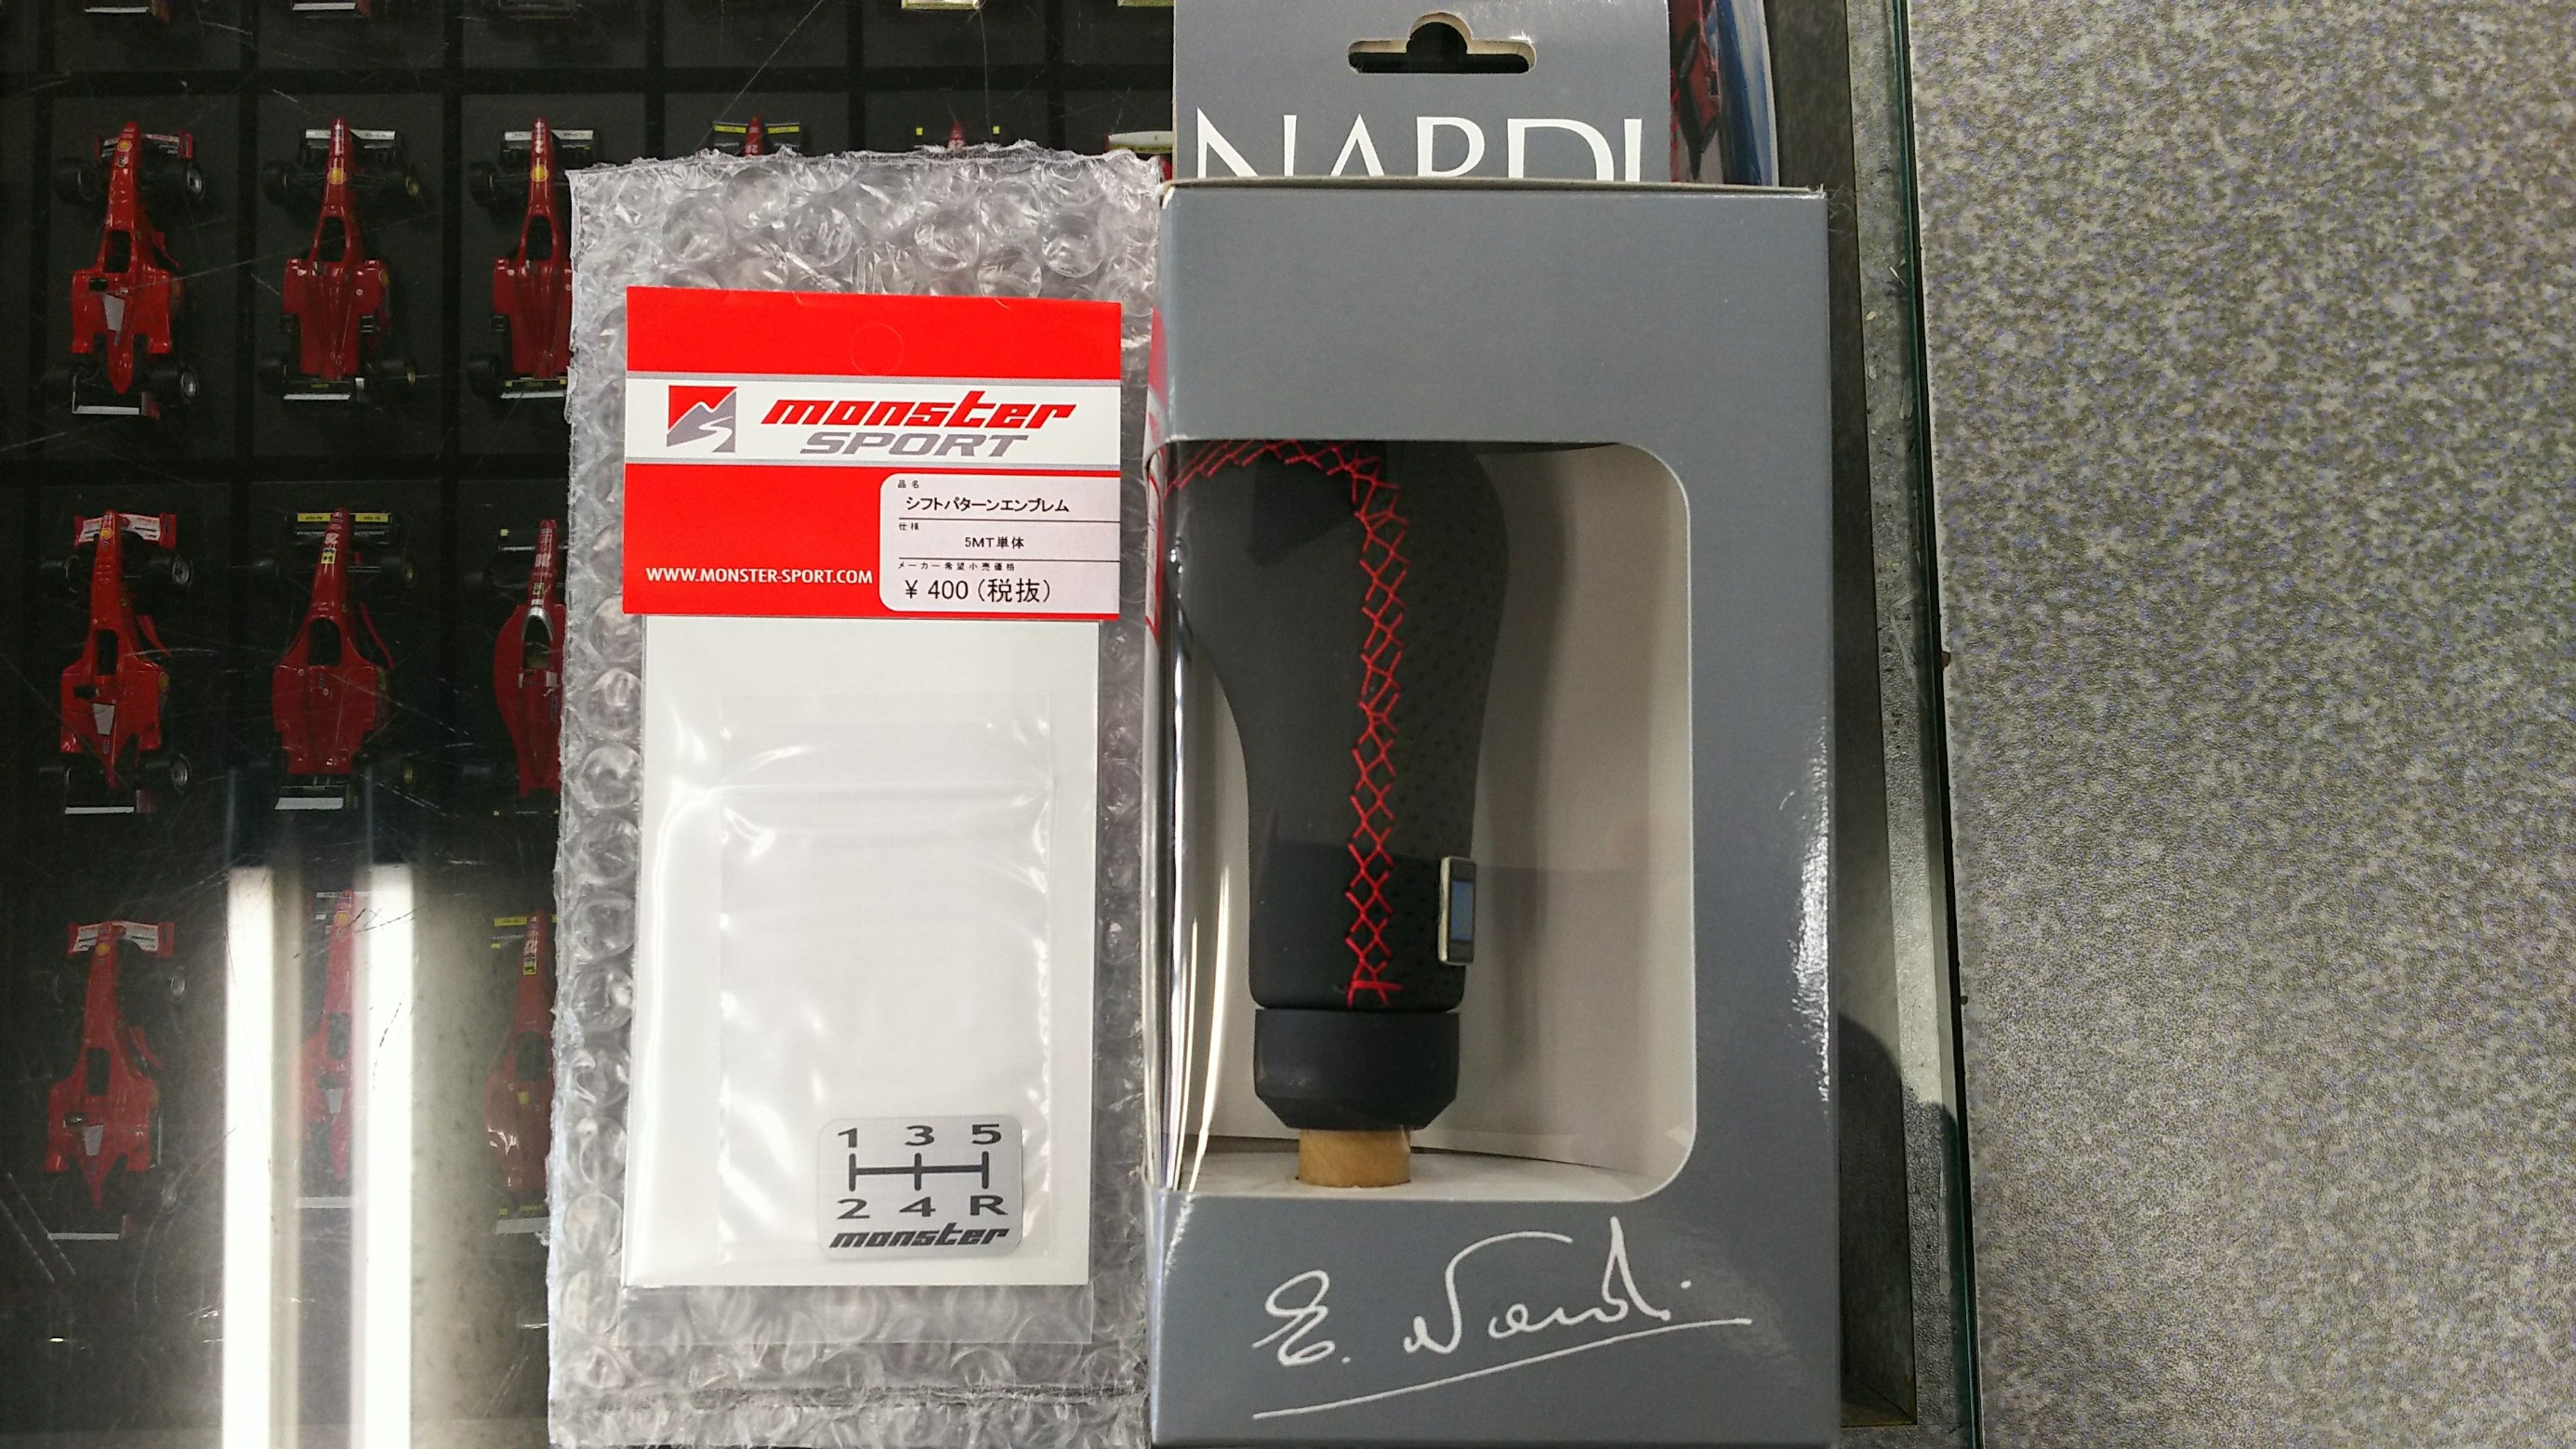 NARDI
monster
SPORT
品名
シフトパターンエンブレム
仕様
5MT単体
メーカー希望小売価格
¥ 400 (税抜)
WWW.MONSTER-SPORT.COM
1 3 5
2 4 R
monster
E. Nardi.